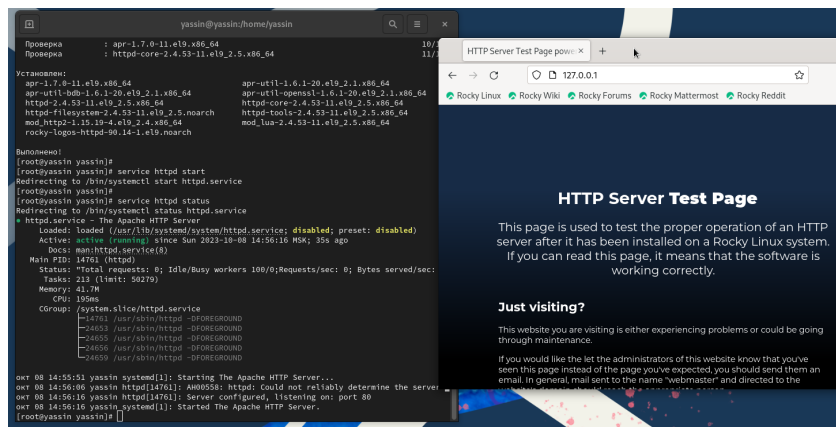 yassin@yassin:/home/yassin
Проверка : apr-1.7.0-11.el9.x86_64 10/1
Проверка : httpd-core-2.4.53-11.el9_2.5.x86_64 11/1
Установлен:
apr-1.7.0-11.el9.x86_64 apr-util-1.6.1-20.el9_2.1.x86_64
apr-util-bdb-1.6.1-20.el9_2.1.x86_64 apr-util-openssl-1.6.1-20.el9_2.1.x86_64
httpd-2.4.53-11.el9_2.5.x86_64 httpd-core-2.4.53-11.el9_2.5.x86_64
httpd-filesystem-2.4.53-11.el9_2.5.noarch httpd-tools-2.4.53-11.el9_2.5.x86_64
mod_http2-1.15.19-4.el9_2.4.x86_64 mod_lua-2.4.53-11.el9_2.5.x86_64
rocky-logos-httpd-90.14-1.el9.noarch
Выполнено!
[root@yassin yassin]#
[root@yassin yassin]# service httpd start
Redirecting to /bin/systemctl start httpd.service
[root@yassin yassin]#
[root@yassin yassin]# service httpd status
Redirecting to /bin/systemctl status httpd.service
● httpd.service - The Apache HTTP Server
Loaded: loaded (/usr/lib/systemd/system/httpd.service; disabled; preset: disabled)
Active: active (running) since Sun 2023-10-08 14:56:16 MSK; 35s ago
Docs: man:httpd.service(8)
Main PID: 14761 (httpd)
Status: "Total requests: 0; Idle/Busy workers 100/0;Requests/sec: 0; Bytes served/sec:
Tasks: 213 (limit: 50279)
Memory: 41.7M
CPU: 195ms
CGroup: /system.slice/httpd.service
├─14761 /usr/sbin/httpd -DFOREGROUND
├─24653 /usr/sbin/httpd -DFOREGROUND
├─24655 /usr/sbin/httpd -DFOREGROUND
├─24656 /usr/sbin/httpd -DFOREGROUND
└─24659 /usr/sbin/httpd -DFOREGROUND
окт 08 14:55:51 yassin systemd[1]: Starting The Apache HTTP Server...
окт 08 14:56:06 yassin httpd[14761]: AH00558: httpd: Could not reliably determine the server
окт 08 14:56:16 yassin httpd[14761]: Server configured, listening on: port 80
окт 08 14:56:16 yassin systemd[1]: Started The Apache HTTP Server.
[root@yassin yassin]#
HTTP Server Test Page powe
127.0.0.1
Rocky Linux Rocky Wiki Rocky Forums Rocky Mattermost Rocky Reddit
HTTP Server Test Page
This page is used to test the proper operation of an HTTP
server after it has been installed on a Rocky Linux system.
If you can read this page, it means that the software is
working correctly.
Just visiting?
This website you are visiting is either experiencing problems or could be going
through maintenance.
If you would like the let the administrators of this website know that you've
seen this page instead of the page you've expected, you should send them an
email. In general, mail sent to the name "webmaster" and directed to the